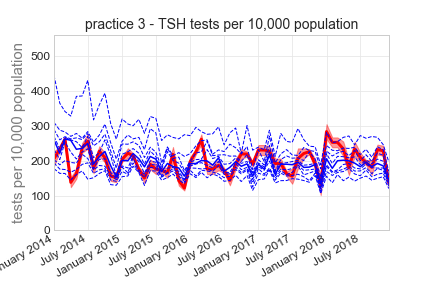 practice 3 - TSH tests per 10,000 population
tests per 10,000 population
500
400
300
200
100
0
nuary 2014
July 2014
January 2015
July 2015
January 2016
July 2016
January 2017
July 2017
January 2018
July 2018